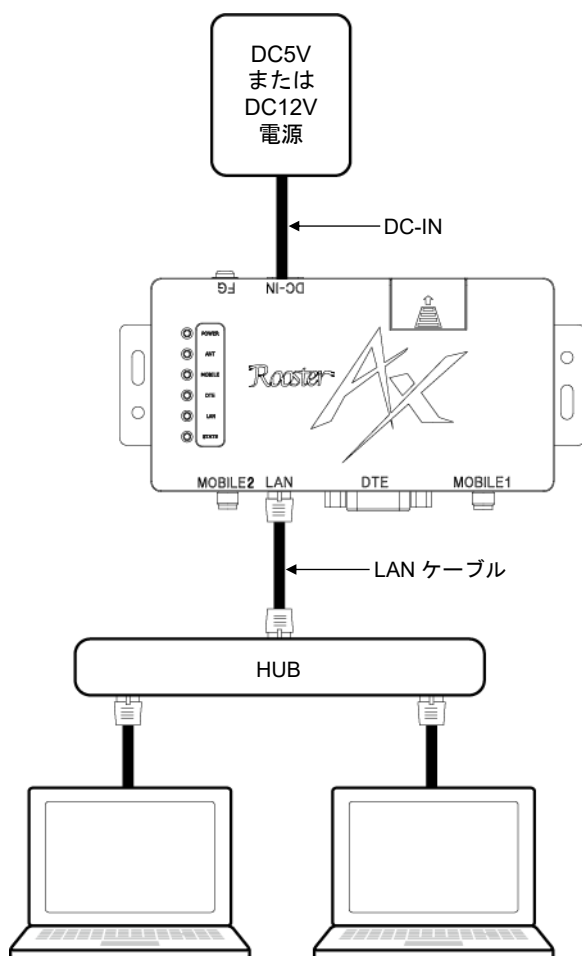 DC5V
または
DC12V
電源
DC-IN
FG
DC-IN
POWER
ANT
MOBILE
DTE
LAN
STATE
Rooster
AX
MOBILE2 LAN DTE MOBILE1
LAN ケーブル
HUB